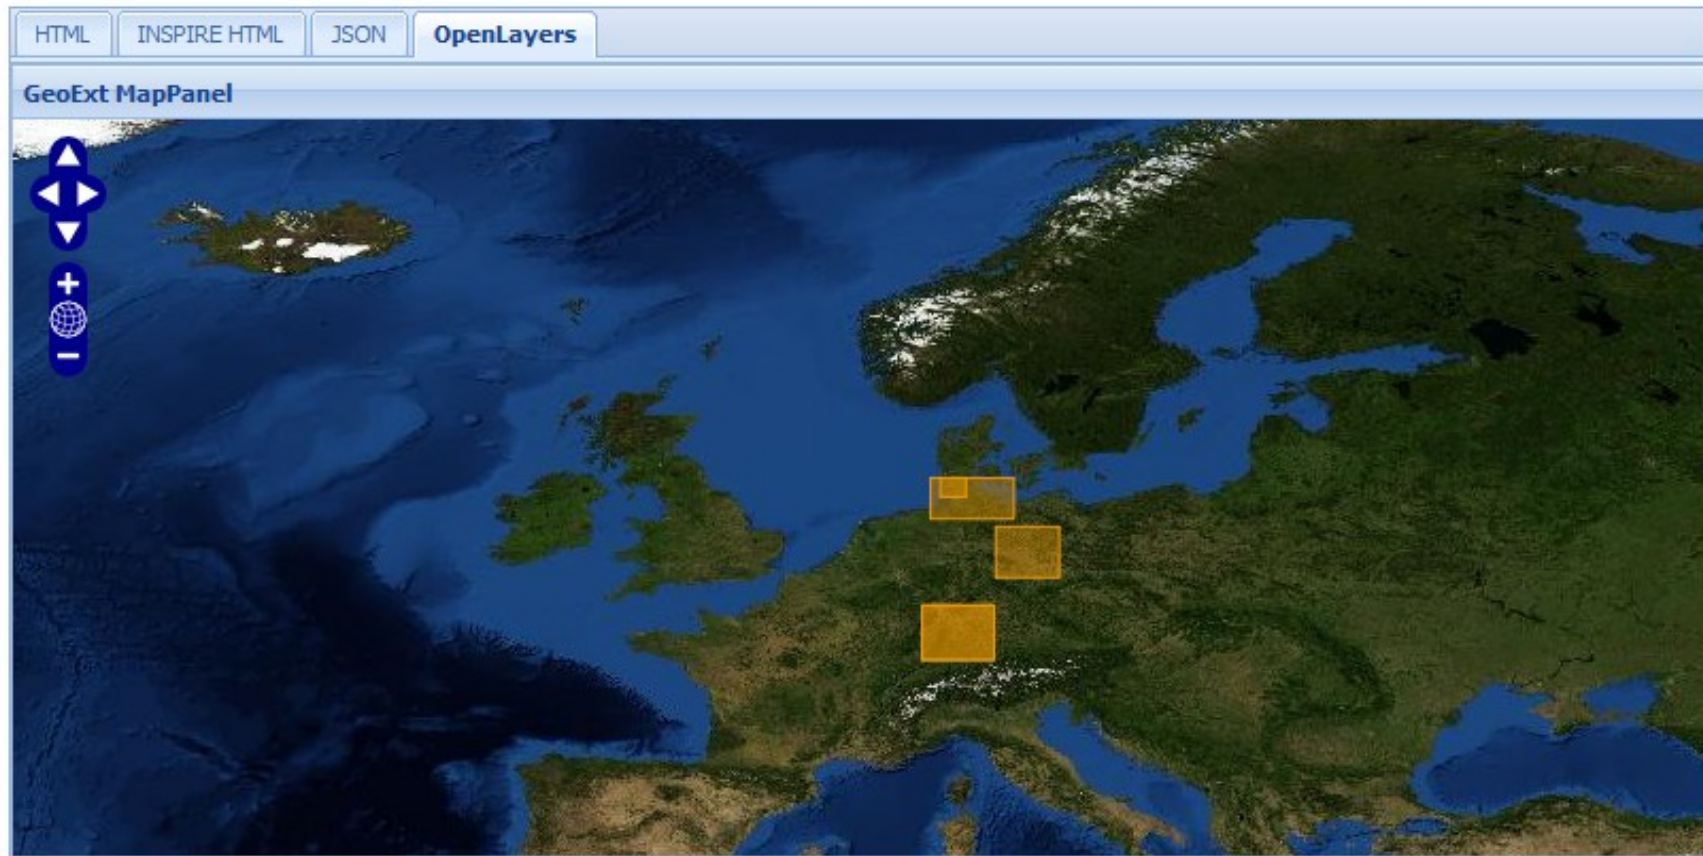 HTML
INSPIRE HTML
JSON
OpenLayers
GeoExt MapPanel